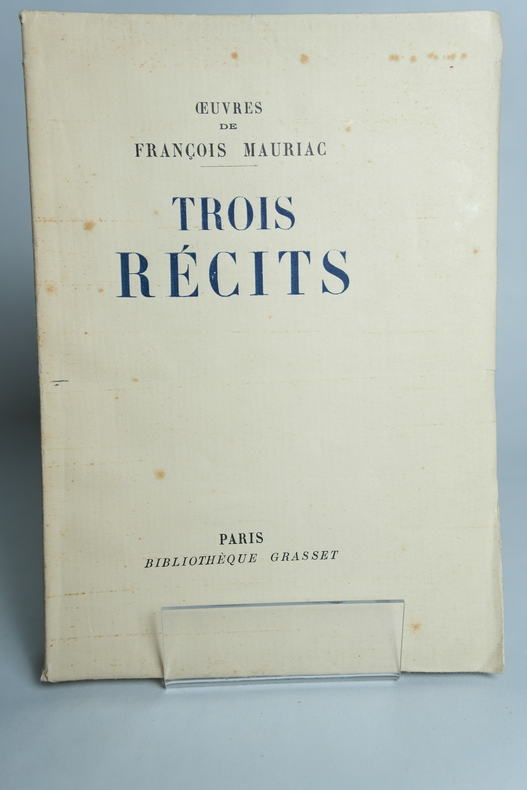 ŒUVRES
DE
FRANÇOIS MAURIAC
TROIS
RÉCITS
PARIS
BIBLIOTHÈQUE GRASSET